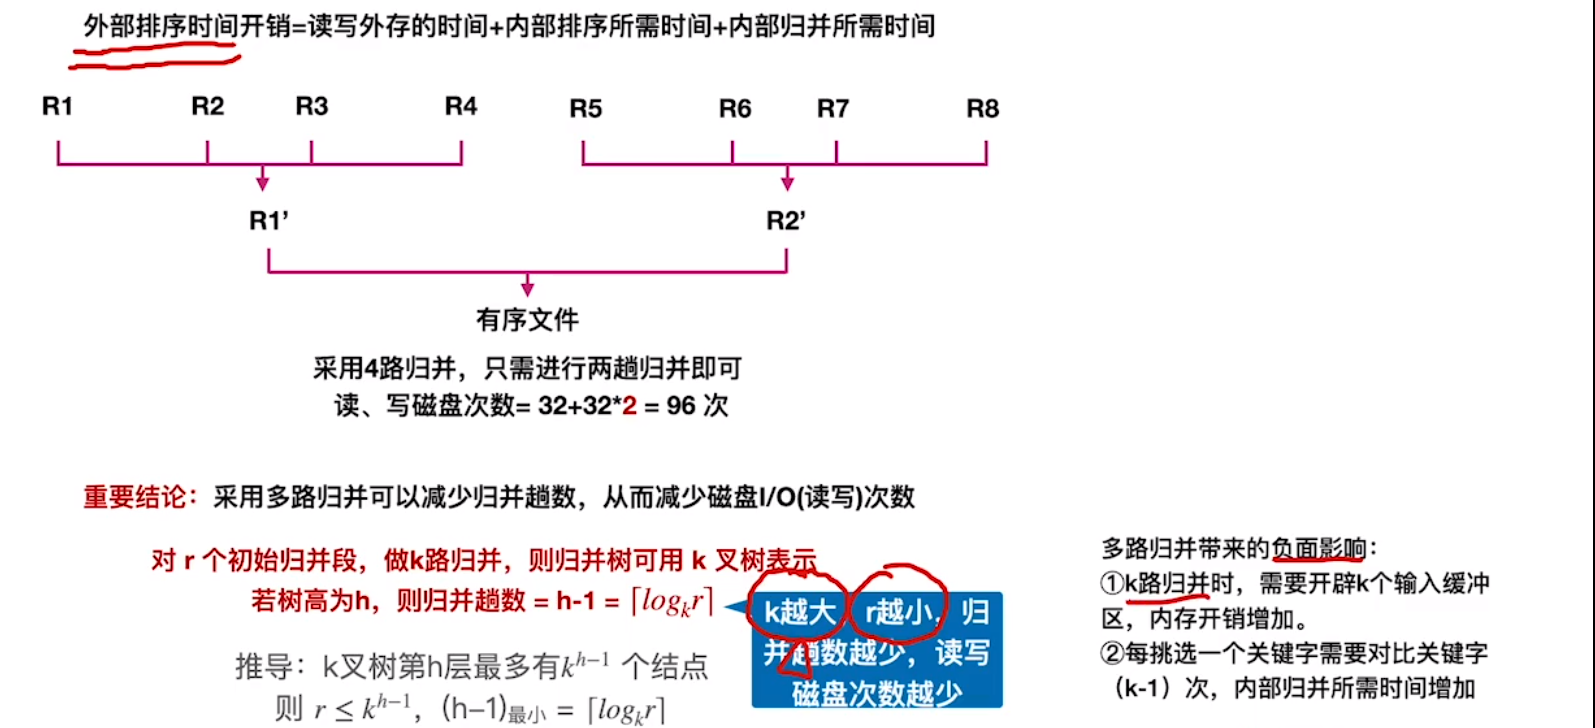 外部排序时间开销=读写外存的时间+内部排序所需时间+内部归并所需时间
R1 R2 R3 R4 R5 R6 R7 R8
R1’ R2’
有序文件
采用4路归并，只需进行两趟归并即可
读、写磁盘次数= 32+32*2 = 96 次
重要结论：采用多路归并可以减少归并趟数，从而减少磁盘I/O(读写)次数
对 r 个初始归并段，做k路归并，则归并树可用 k 叉树表示
若树高为h，则归并趟数 = h-1 = ⌈logₖr⌉
k越大，r越小，归
并趟数越少，读写
磁盘次数越少
推导：k叉树第h层最多有kʰ⁻¹ 个结点
则 r ≤ kʰ⁻¹，(h−1)最小 = ⌈logₖr⌉
多路归并带来的负面影响：
①k路归并时，需要开辟k个输入缓冲
区，内存开销增加。
②每挑选一个关键字需要对比关键字
（k-1）次，内部归并所需时间增加